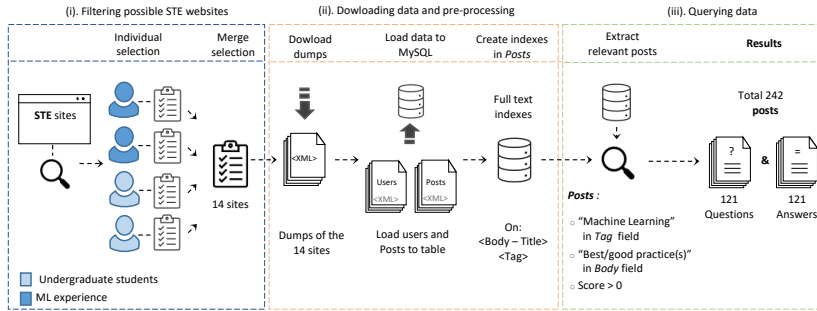 (i). Filtering possible STE websites
Individual
selection
Merge
selection
STE sites
14 sites
Undergraduate students
ML experience
(ii). Dowloading data and pre-processing
Dowload
dumps
Load data to
MySQL
Create indexes
in Posts
<XML>
Users
<XML>
Posts
<XML>
Full text
indexes
Dumps of the
14 sites
Load users and
Posts to table
On:
<Body – Title>
<Tag>
(iii). Querying data
Extract
relevant posts
Results
Posts :
○ "Machine Learning"
in Tag field
○ "Best/good practice(s)"
in Body field
○ Score > 0
Total 242
posts
?
&
=
121
Questions
121
Answers